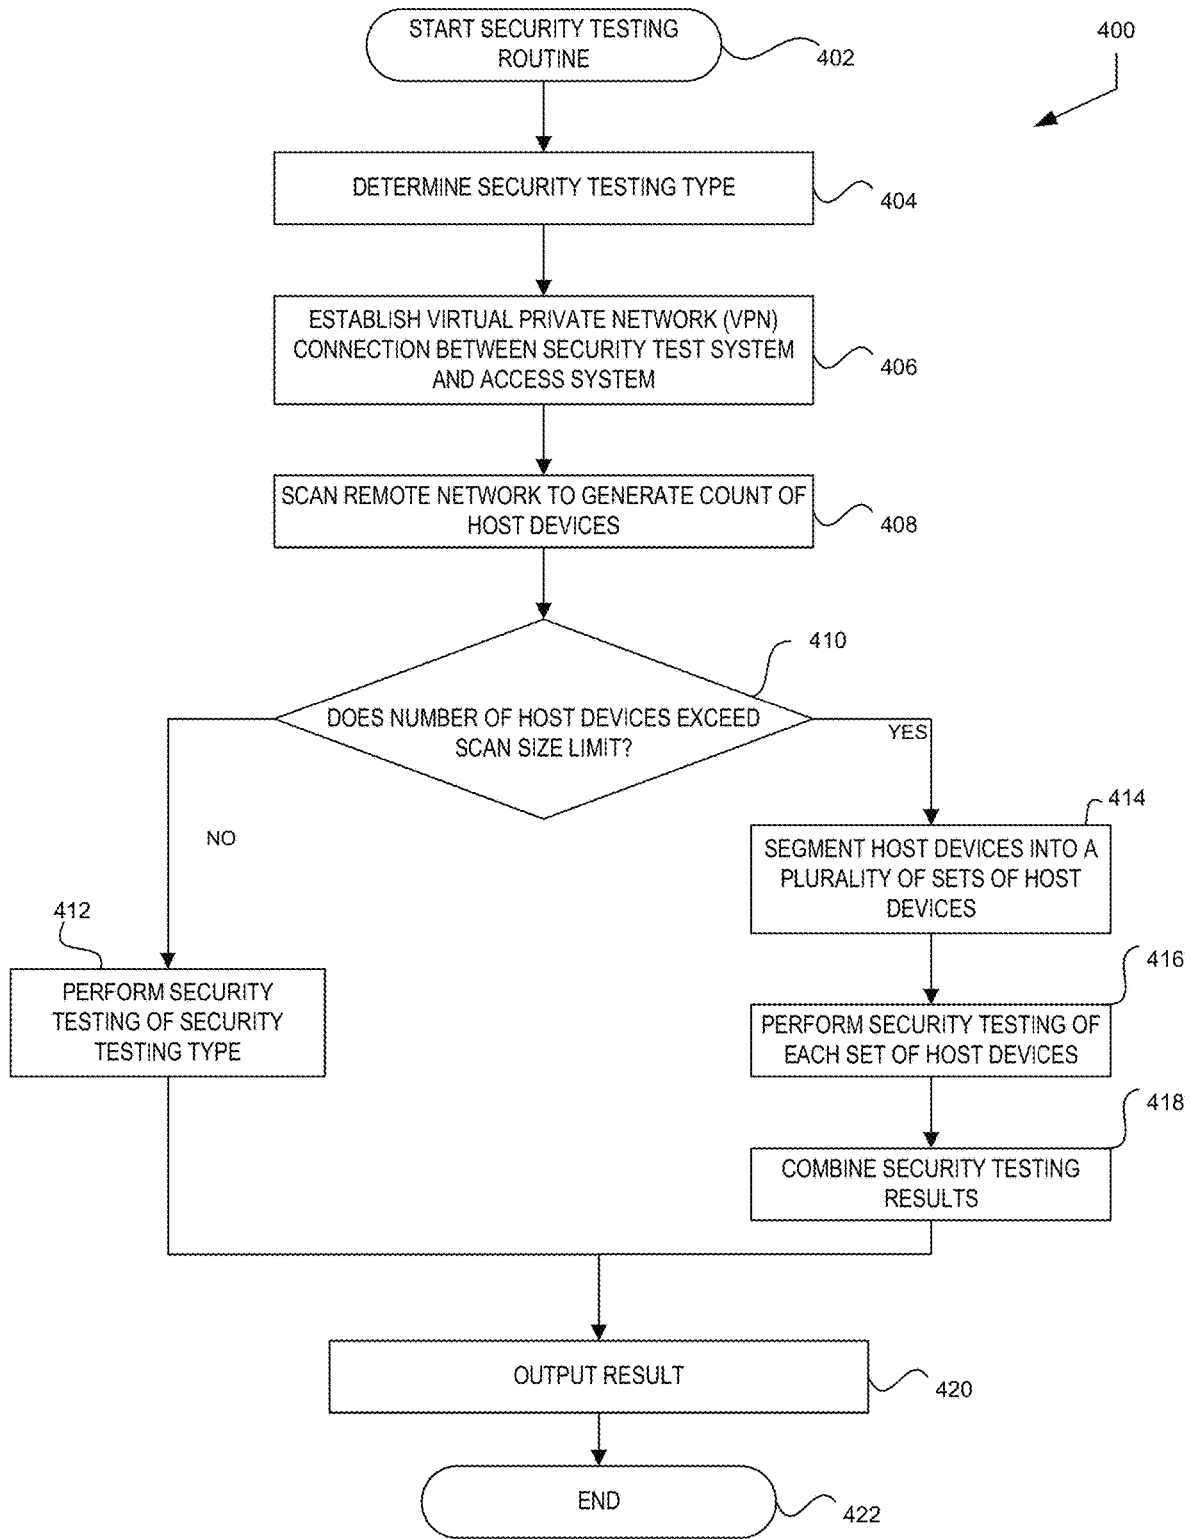 START SECURITY TESTING
ROUTINE
402
400
DETERMINE SECURITY TESTING TYPE
404
ESTABLISH VIRTUAL PRIVATE NETWORK (VPN)
CONNECTION BETWEEN SECURITY TEST SYSTEM
AND ACCESS SYSTEM
406
SCAN REMOTE NETWORK TO GENERATE COUNT OF
HOST DEVICES
408
410
DOES NUMBER OF HOST DEVICES EXCEED
SCAN SIZE LIMIT?
YES
NO
414
SEGMENT HOST DEVICES INTO A
PLURALITY OF SETS OF HOST
DEVICES
412
PERFORM SECURITY
TESTING OF SECURITY
TESTING TYPE
416
PERFORM SECURITY TESTING OF
EACH SET OF HOST DEVICES
418
COMBINE SECURITY TESTING
RESULTS
OUTPUT RESULT
420
END
422